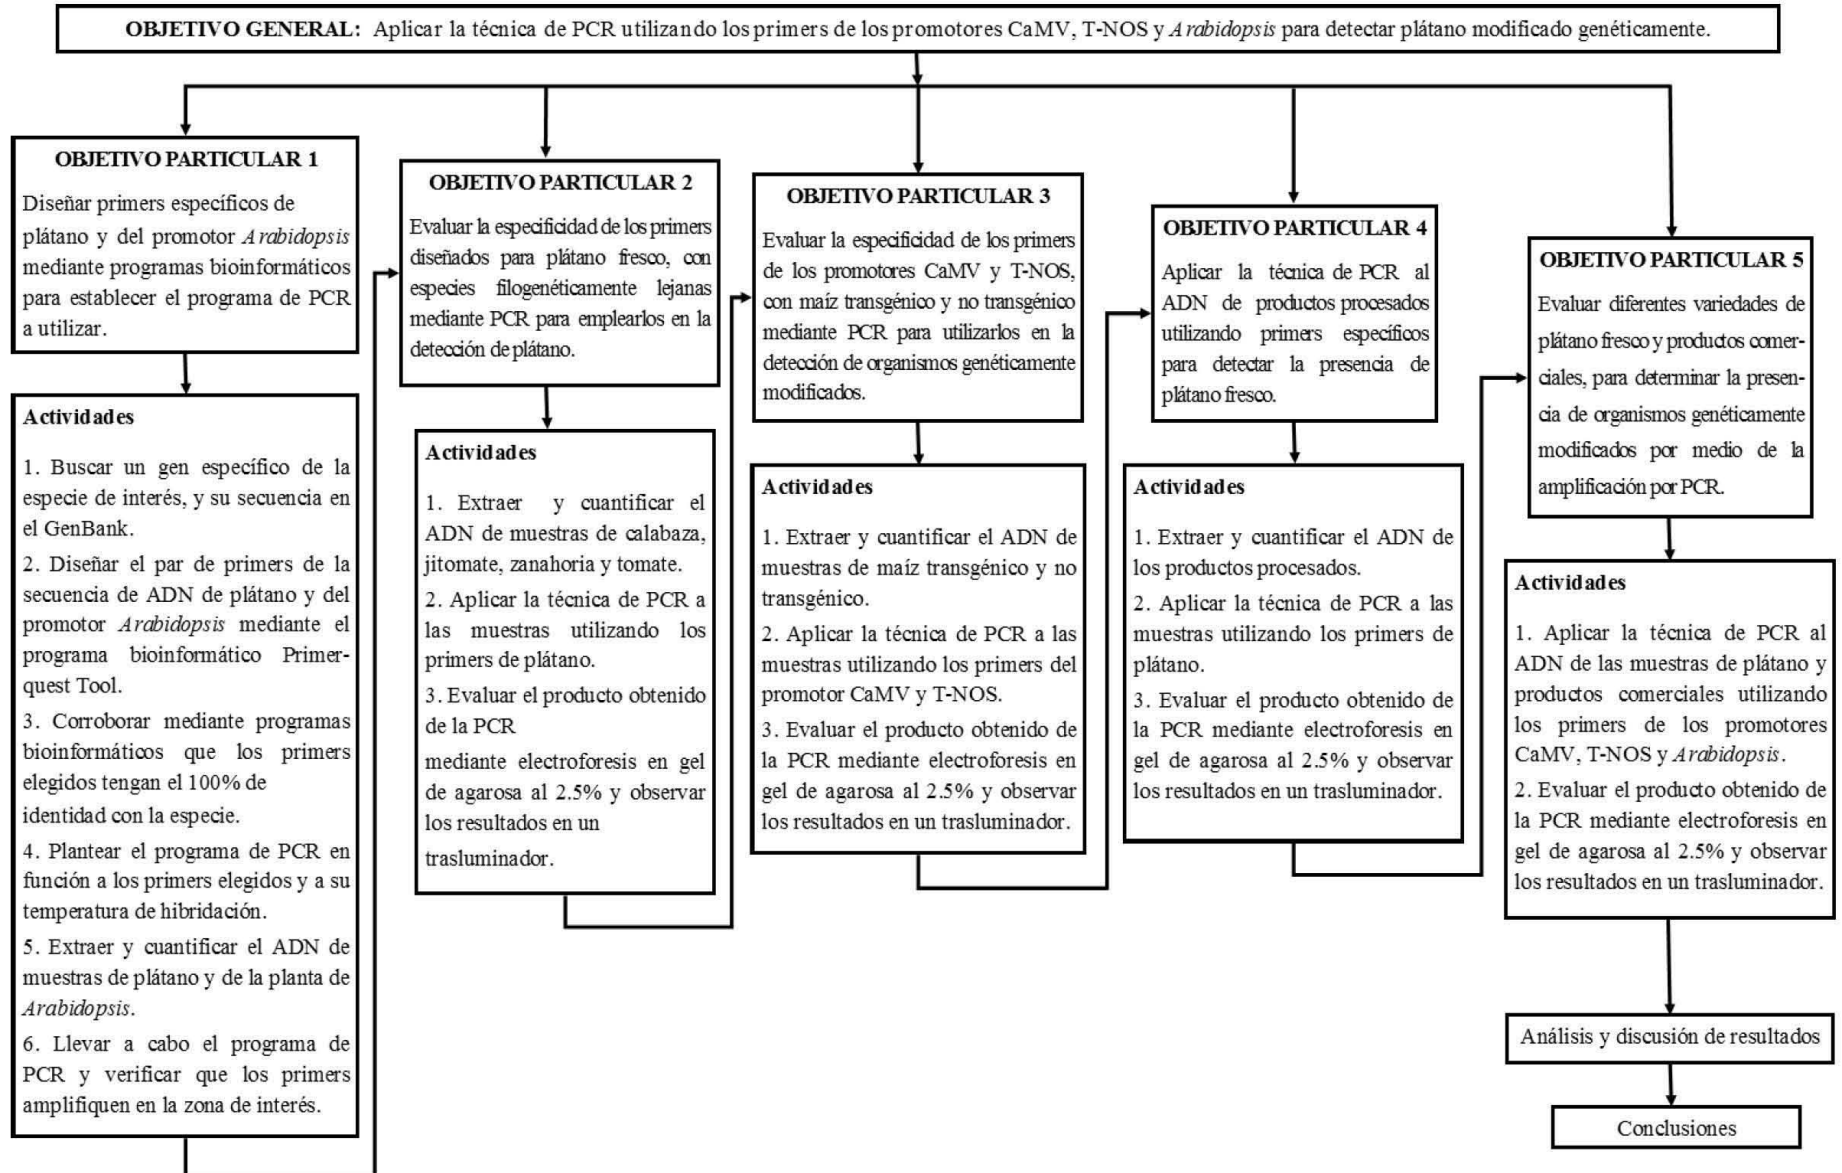 OBJETIVO GENERAL: Aplicar la técnica de PCR utilizando los primers de los promotores CaMV, T-NOS y Arabidopsis para detectar plátano modificado genéticamente.
OBJETIVO PARTICULAR 1
Diseñar primers específicos de
plátano y del promotor Arabidopsis
mediante programas bioinformáticos
para establecer el programa de PCR
a utilizar.
Actividades
1. Buscar un gen específico de la
especie de interés, y su secuencia en
el GenBank.
2. Diseñar el par de primers de la
secuencia de ADN de plátano y del
promotor Arabidopsis mediante el
programa bioinformático Primer-
quest Tool.
3. Corroborar mediante programas
bioinformáticos que los primers
elegidos tengan el 100% de
identidad con la especie.
4. Plantear el programa de PCR en
función a los primers elegidos y a su
temperatura de hibridación.
5. Extraer y cuantificar el ADN de
muestras de plátano y de la planta de
Arabidopsis.
6. Llevar a cabo el programa de
PCR y verificar que los primers
amplifiquen en la zona de interés.
OBJETIVO PARTICULAR 2
Evaluar la especificidad de los primers
diseñados para plátano fresco, con
especies filogenéticamente lejanas
mediante PCR para emplearlos en la
detección de plátano.
Actividades
1. Extraer y cuantificar el
ADN de muestras de calabaza,
jitomate, zanahoria y tomate.
2. Aplicar la técnica de PCR a
las muestras utilizando los
primers de plátano.
3. Evaluar el producto obtenido
de la PCR
mediante electroforesis en gel
de agarosa al 2.5% y observar
los resultados en un
trasluminador.
OBJETIVO PARTICULAR 3
Evaluar la especificidad de los primers
de los promotores CaMV y T-NOS,
con maíz transgénico y no transgénico
mediante PCR para utilizarlos en la
detección de organismos genéticamente
modificados.
Actividades
1. Extraer y cuantificar el ADN de
muestras de maíz transgénico y no
transgénico.
2. Aplicar la técnica de PCR a las
muestras utilizando los primers del
promotor CaMV y T-NOS.
3. Evaluar el producto obtenido de
la PCR mediante electroforesis en
gel de agarosa al 2.5% y observar
los resultados en un trasluminador.
OBJETIVO PARTICULAR 4
Aplicar la técnica de PCR al
ADN de productos procesados
utilizando primers específicos
para detectar la presencia de
plátano fresco.
Actividades
1. Extraer y cuantificar el ADN de
los productos procesados.
2. Aplicar la técnica de PCR a las
muestras utilizando los primers de
plátano.
3. Evaluar el producto obtenido de
la PCR mediante electroforesis en
gel de agarosa al 2.5% y observar
los resultados en un trasluminador.
OBJETIVO PARTICULAR 5
Evaluar diferentes variedades de
plátano fresco y productos comer-
ciales, para determinar la presen-
cia de organismos genéticamente
modificados por medio de la
amplificación por PCR.
Actividades
1. Aplicar la técnica de PCR al
ADN de las muestras de plátano y
productos comerciales utilizando
los primers de los promotores
CaMV, T-NOS y Arabidopsis.
2. Evaluar el producto obtenido de
la PCR mediante electroforesis en
gel de agarosa al 2.5% y observar
los resultados en un trasluminador.
Análisis y discusión de resultados
Conclusiones